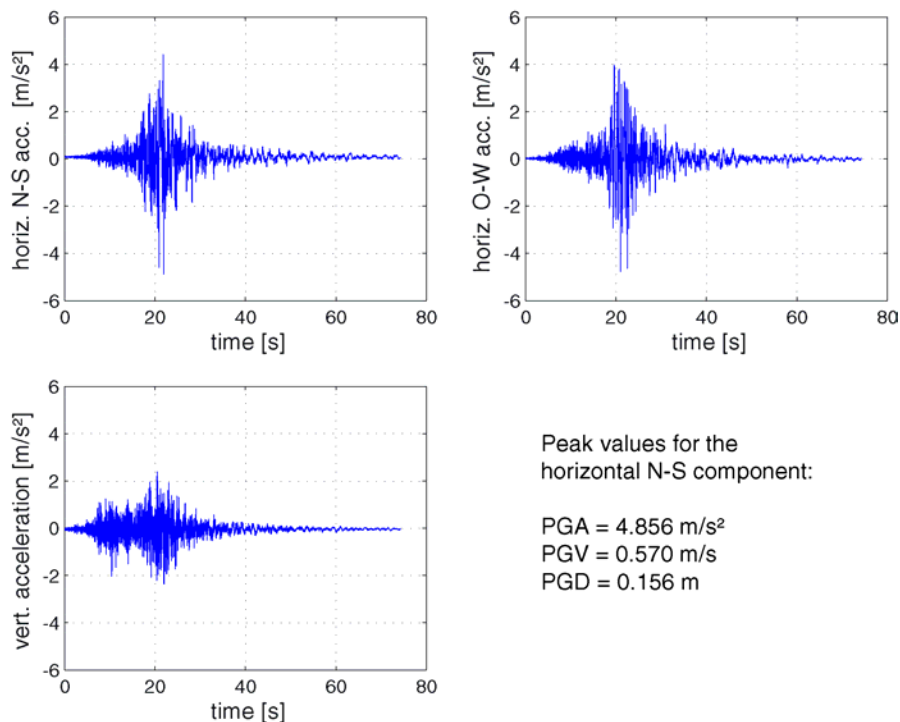 horiz. N-S acc. [m/s²]
6
4
2
0
-2
-4
-6
0 20 40 60 80
time [s]
horiz. O-W acc. [m/s²]
6
4
2
0
-2
-4
-6
0 20 40 60 80
time [s]
vert. acceleration [m/s²]
6
4
2
0
-2
-4
-6
0 20 40 60 80
time [s]
Peak values for the
horizontal N-S component:
PGA = 4.856 m/s²
PGV = 0.570 m/s
PGD = 0.156 m